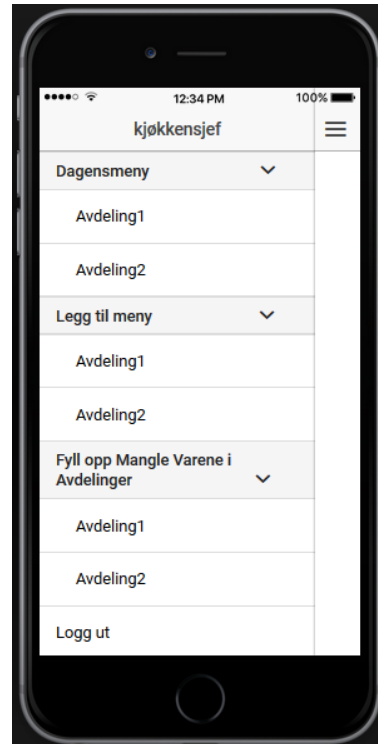 12:34 PM 100%
kjøkkensjef
Dagensmeny
Avdeling1
Avdeling2
Legg til meny
Avdeling1
Avdeling2
Fyll opp Mangle Varene i
Avdelinger
Avdeling1
Avdeling2
Logg ut